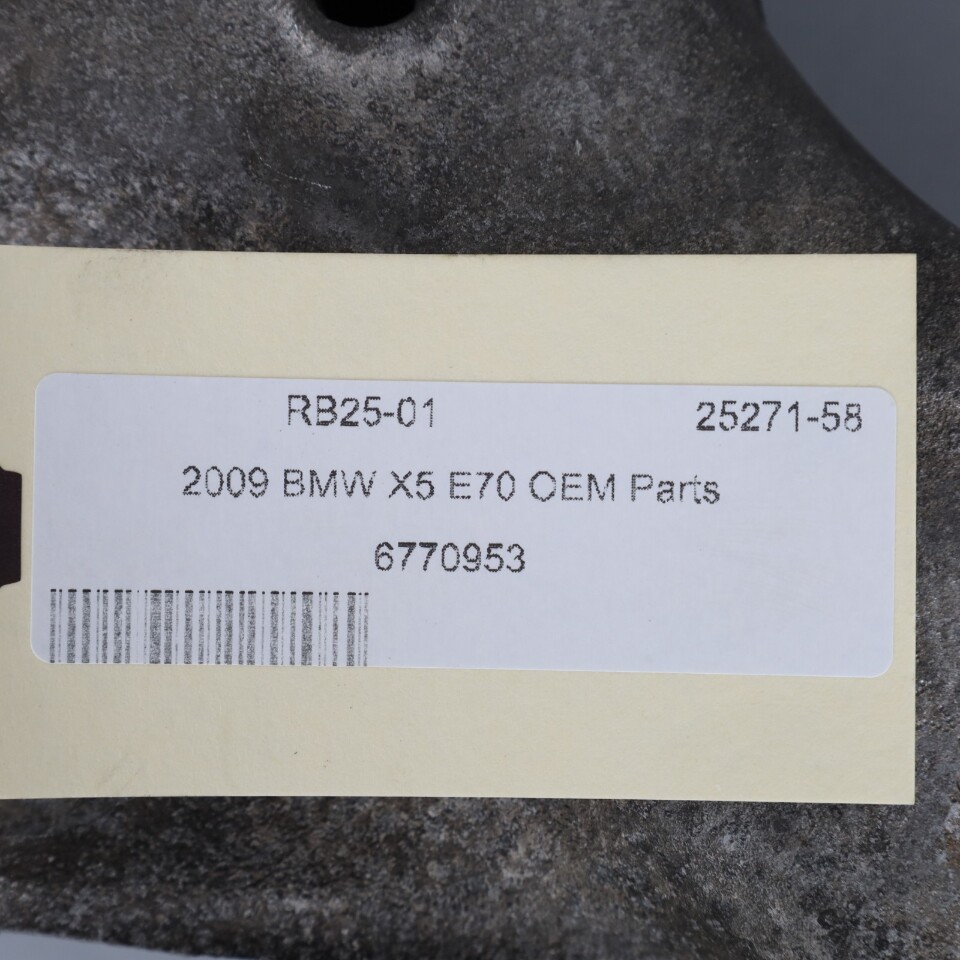 RB25-01 25271-58
2009 BMW X5 E70 OEM Parts
6770953